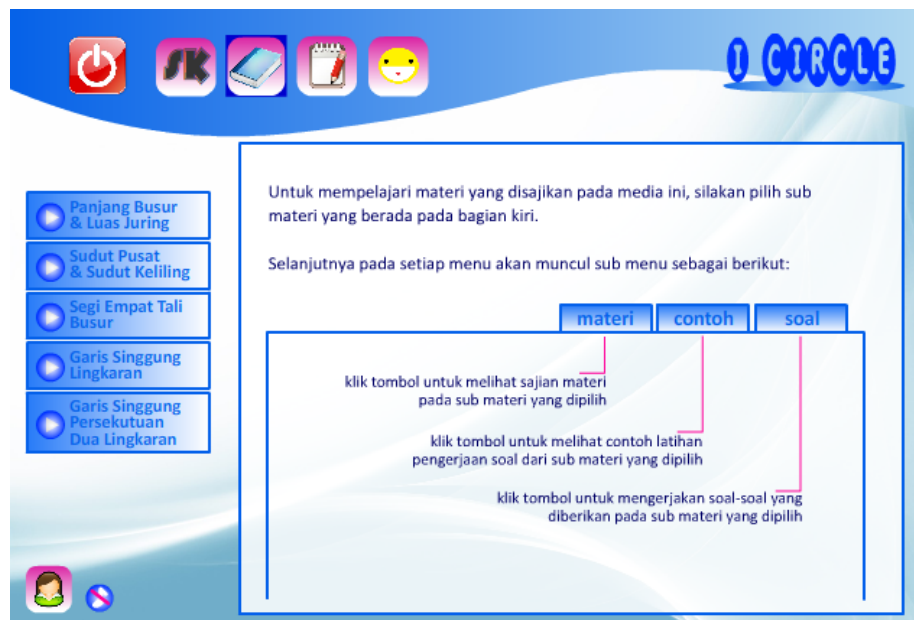 SK
I CIRCLE
Panjang Busur
& Luas Juring
Sudut Pusat
& Sudut Keliling
Segi Empat Tali
Busur
Garis Singgung
Lingkaran
Garis Singgung
Persekutuan
Dua Lingkaran
Untuk mempelajari materi yang disajikan pada media ini, silakan pilih sub
materi yang berada pada bagian kiri.
Selanjutnya pada setiap menu akan muncul sub menu sebagai berikut:
materi contoh soal
klik tombol untuk melihat sajian materi
pada sub materi yang dipilih
klik tombol untuk melihat contoh latihan
pengerjaan soal dari sub materi yang dipilih
klik tombol untuk mengerjakan soal-soal yang
diberikan pada sub materi yang dipilih